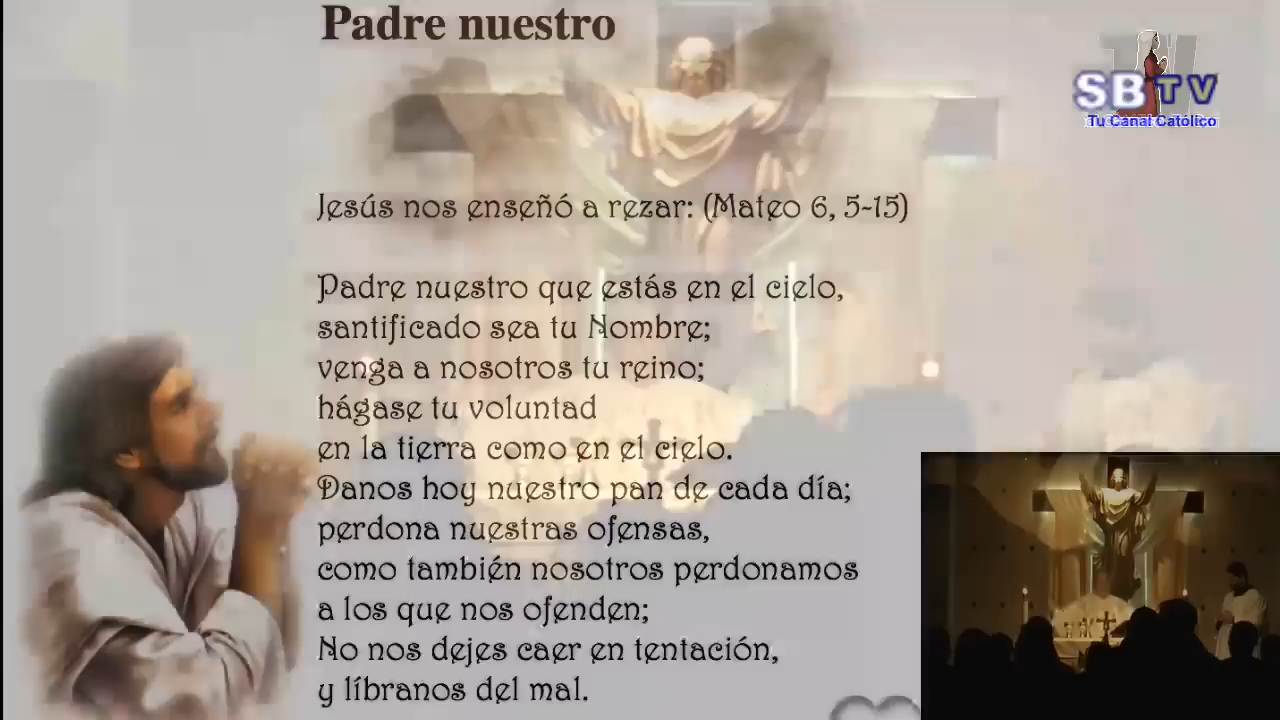 Padre nuestro
SBTV
Tu Canal Católico
Jesús nos enseñó a rezar: (Mateo 6, 5-15)
Padre nuestro que estás en el cielo,
santificado sea tu Nombre;
venga a nosotros tu reino;
hágase tu voluntad
en la tierra como en el cielo.
Danos hoy nuestro pan de cada día;
perdona nuestras ofensas,
como también nosotros perdonamos
a los que nos ofenden;
No nos dejes caer en tentación,
y líbranos del mal.